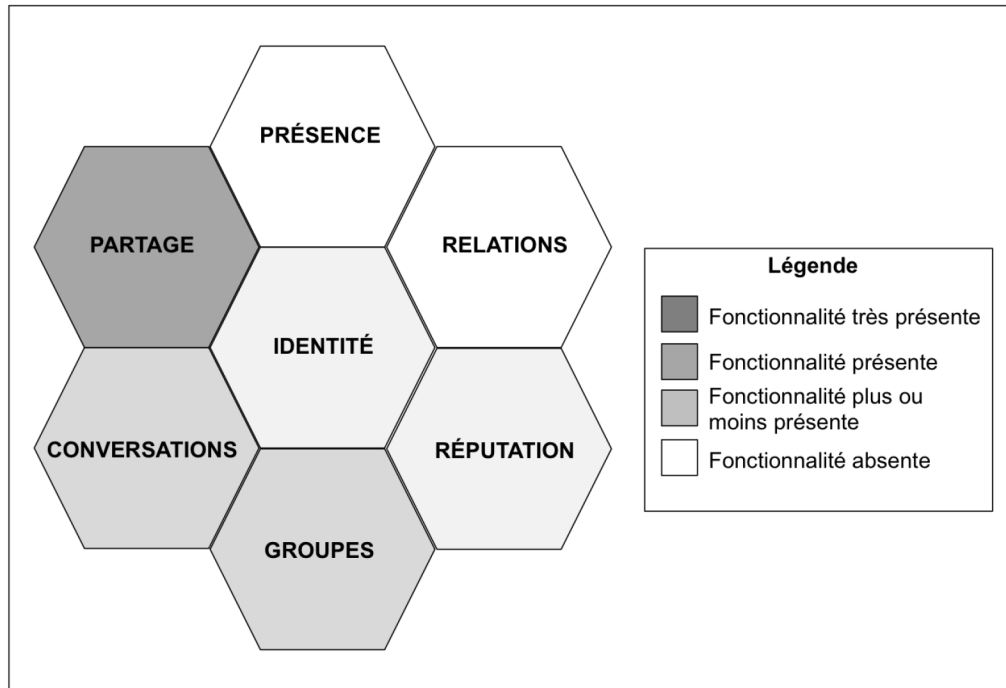 PRÉSENCE
PARTAGE
RELATIONS
IDENTITÉ
CONVERSATIONS
RÉPUTATION
GROUPES
Légende
Fonctionnalité très présente
Fonctionnalité présente
Fonctionnalité plus ou
moins présente
Fonctionnalité absente